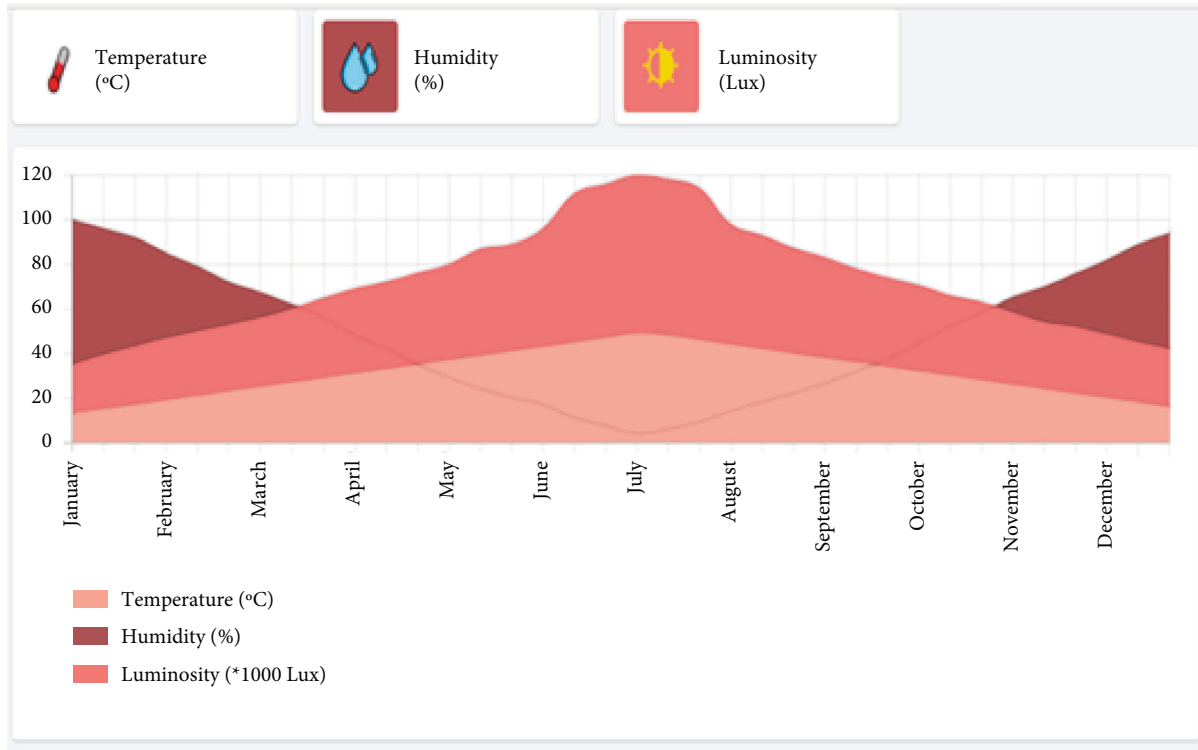 Temperature
(ºC)
Humidity
(%)
Luminosity
(Lux)
120
100
80
60
40
20
0
January
February
March
April
May
June
July
August
September
October
November
December
Temperature (ºC)
Humidity (%)
Luminosity (*1000 Lux)